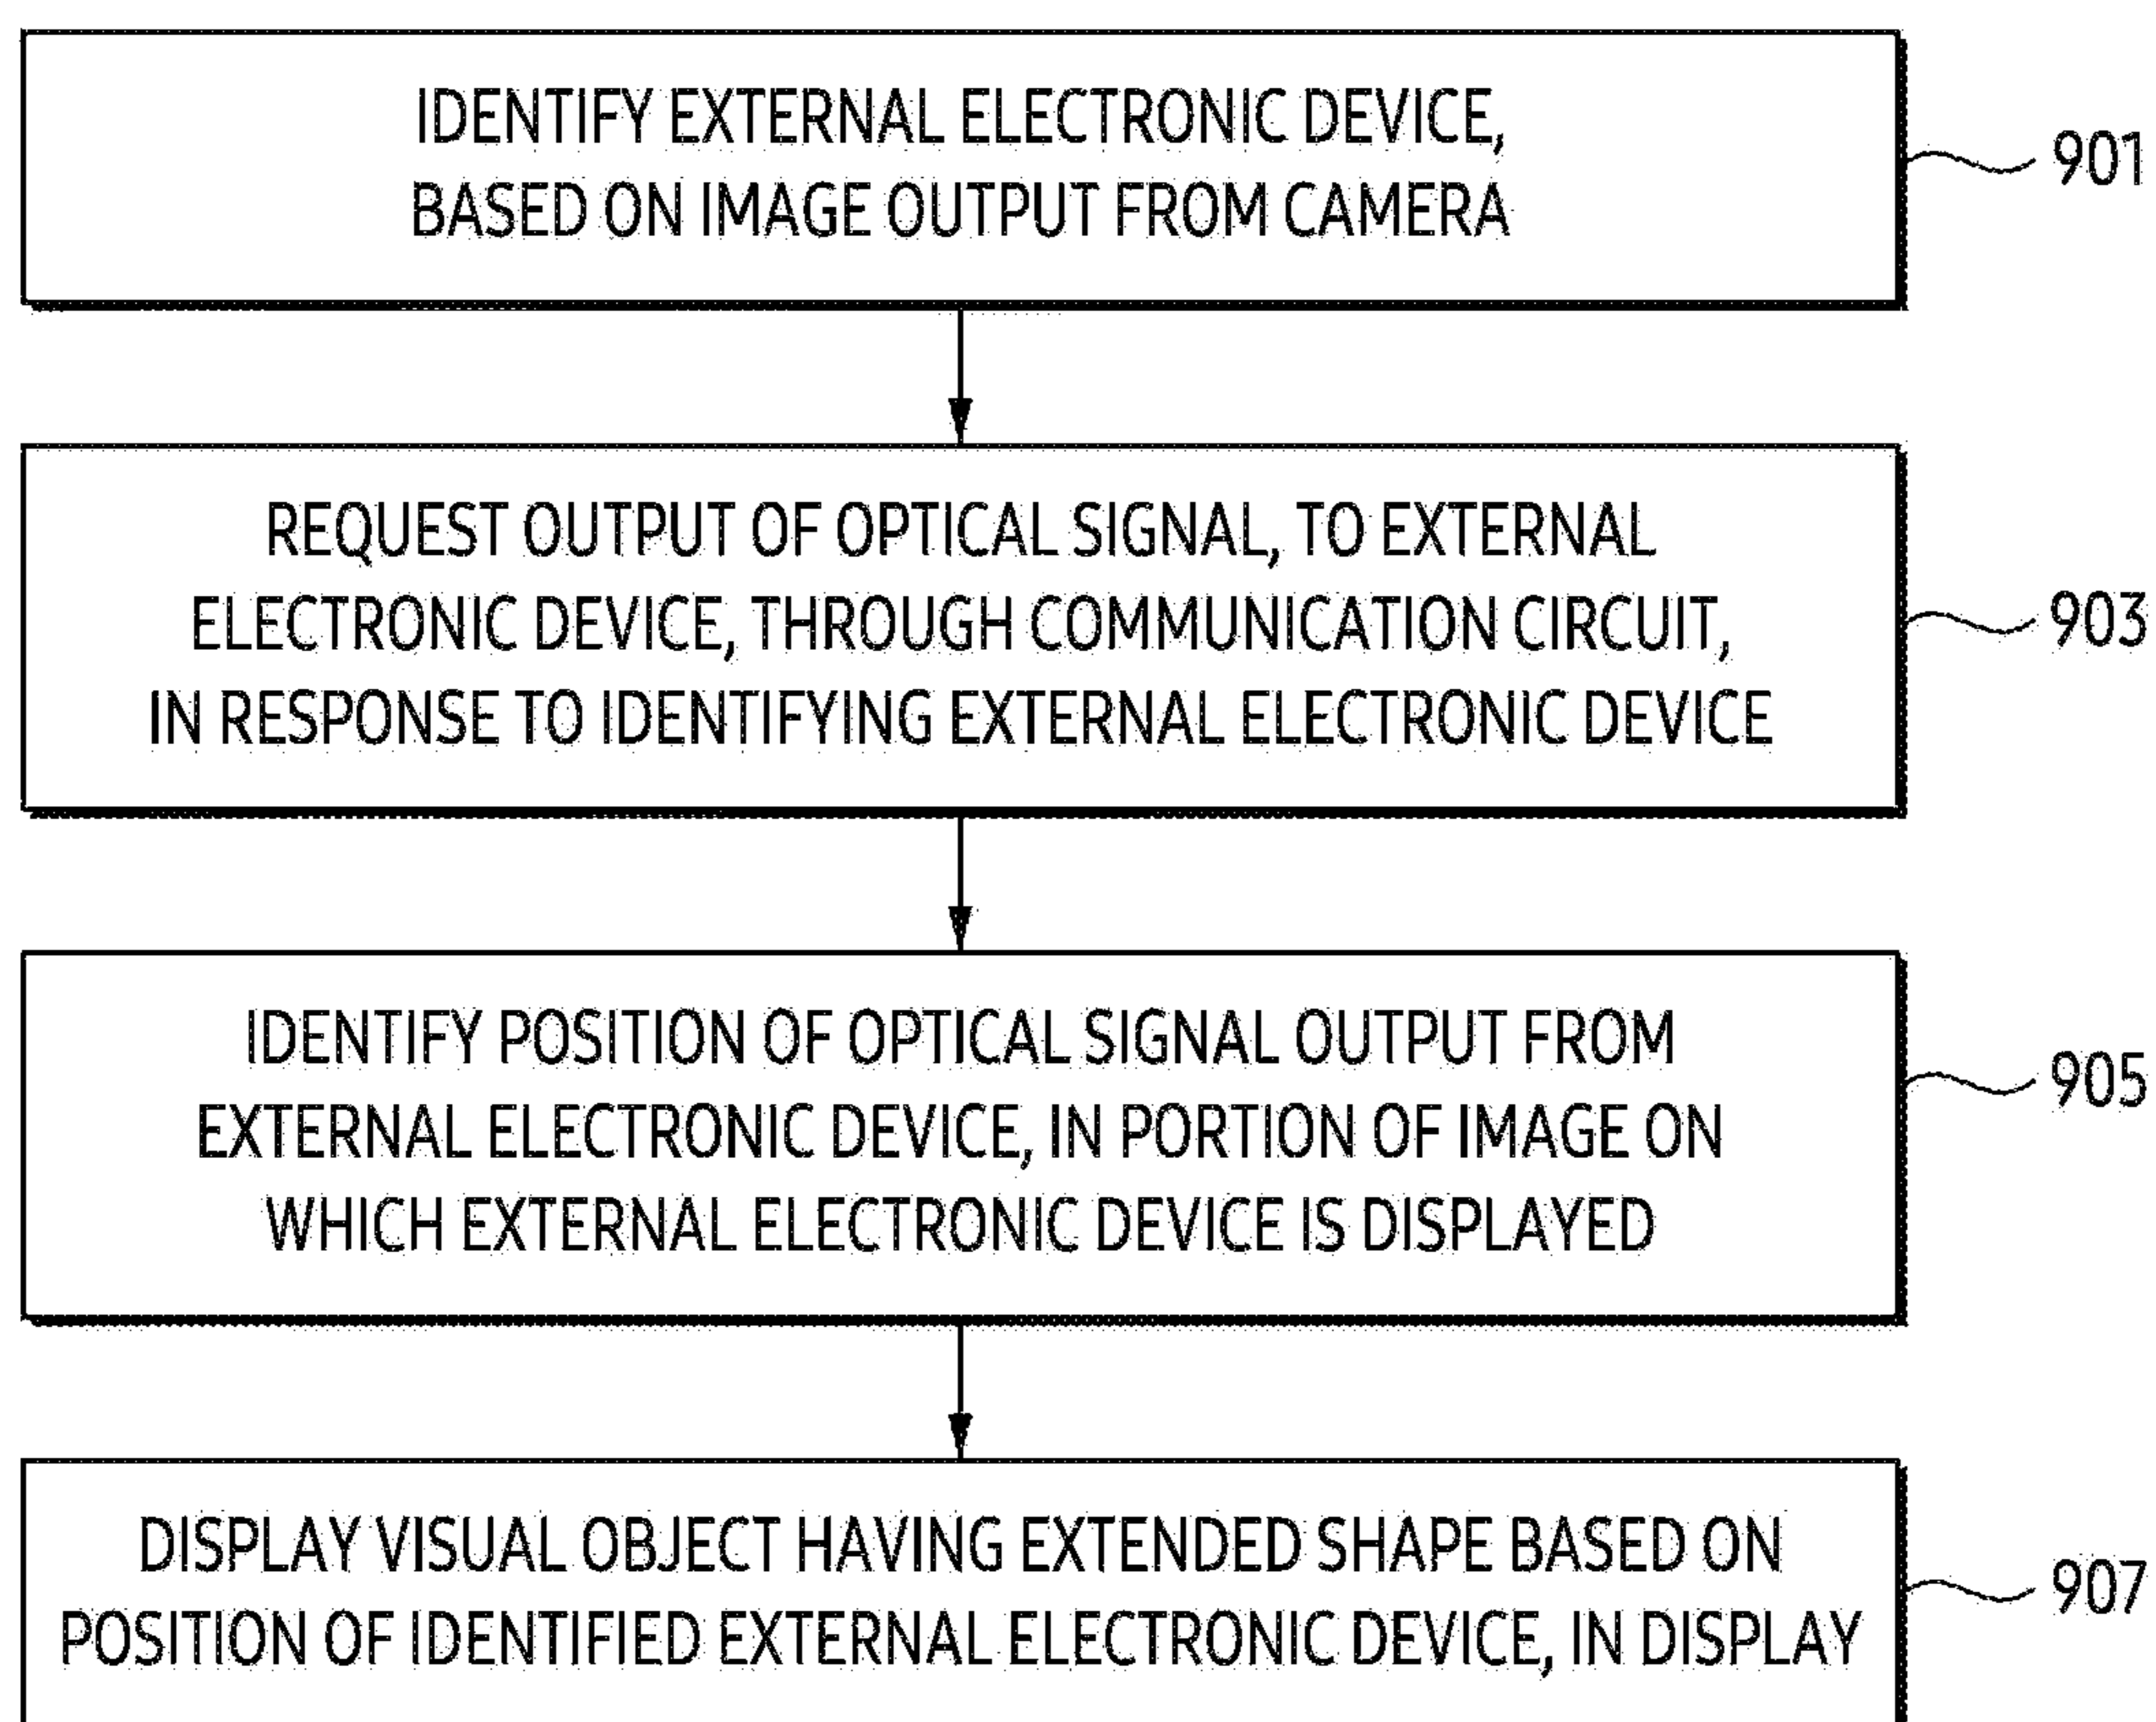 IDENTIFY EXTERNAL ELECTRONIC DEVICE,
BASED ON IMAGE OUTPUT FROM CAMERA
901
REQUEST OUTPUT OF OPTICAL SIGNAL, TO EXTERNAL
ELECTRONIC DEVICE, THROUGH COMMUNICATION CIRCUIT,
IN RESPONSE TO IDENTIFYING EXTERNAL ELECTRONIC DEVICE
903
IDENTIFY POSITION OF OPTICAL SIGNAL OUTPUT FROM
EXTERNAL ELECTRONIC DEVICE, IN PORTION OF IMAGE ON
WHICH EXTERNAL ELECTRONIC DEVICE IS DISPLAYED
905
DISPLAY VISUAL OBJECT HAVING EXTENDED SHAPE BASED ON
POSITION OF IDENTIFIED EXTERNAL ELECTRONIC DEVICE, IN DISPLAY
907